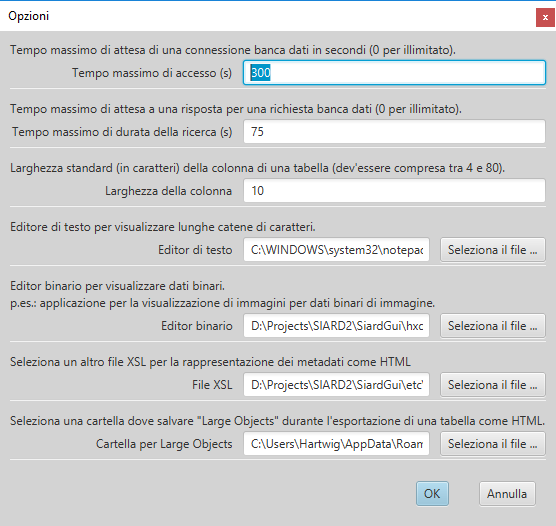 Opzioni
x
Tempo massimo di attesa di una connessione banca dati in secondi (0 per illimitato).
Tempo massimo di accesso (s) 300
Tempo massimo di attesa a una risposta per una richiesta banca dati (0 per illimitato).
Tempo massimo di durata della ricerca (s) 75
Larghezza standard (in caratteri) della colonna di una tabella (dev'essere compresa tra 4 e 80).
Larghezza della colonna 10
Editore di testo per visualizzare lunghe catene di caratteri.
Editor di testo C:\WINDOWS\system32\notepad Seleziona il file ...
Editor binario per visualizzare dati binari.
p.es.: applicazione per la visualizzazione di immagini per dati binari di immagine.
Editor binario D:\Projects\SIARD2\SiardGui\hxc Seleziona il file ...
Seleziona un altro file XSL per la rappresentazione dei metadati come HTML
File XSL D:\Projects\SIARD2\SiardGui\etc\ Seleziona il file ...
Seleziona una cartella dove salvare "Large Objects" durante l'esportazione di una tabella come HTML.
Cartella per Large Objects C:\Users\Hartwig\AppData\Roam Seleziona il file ...
OK Annulla